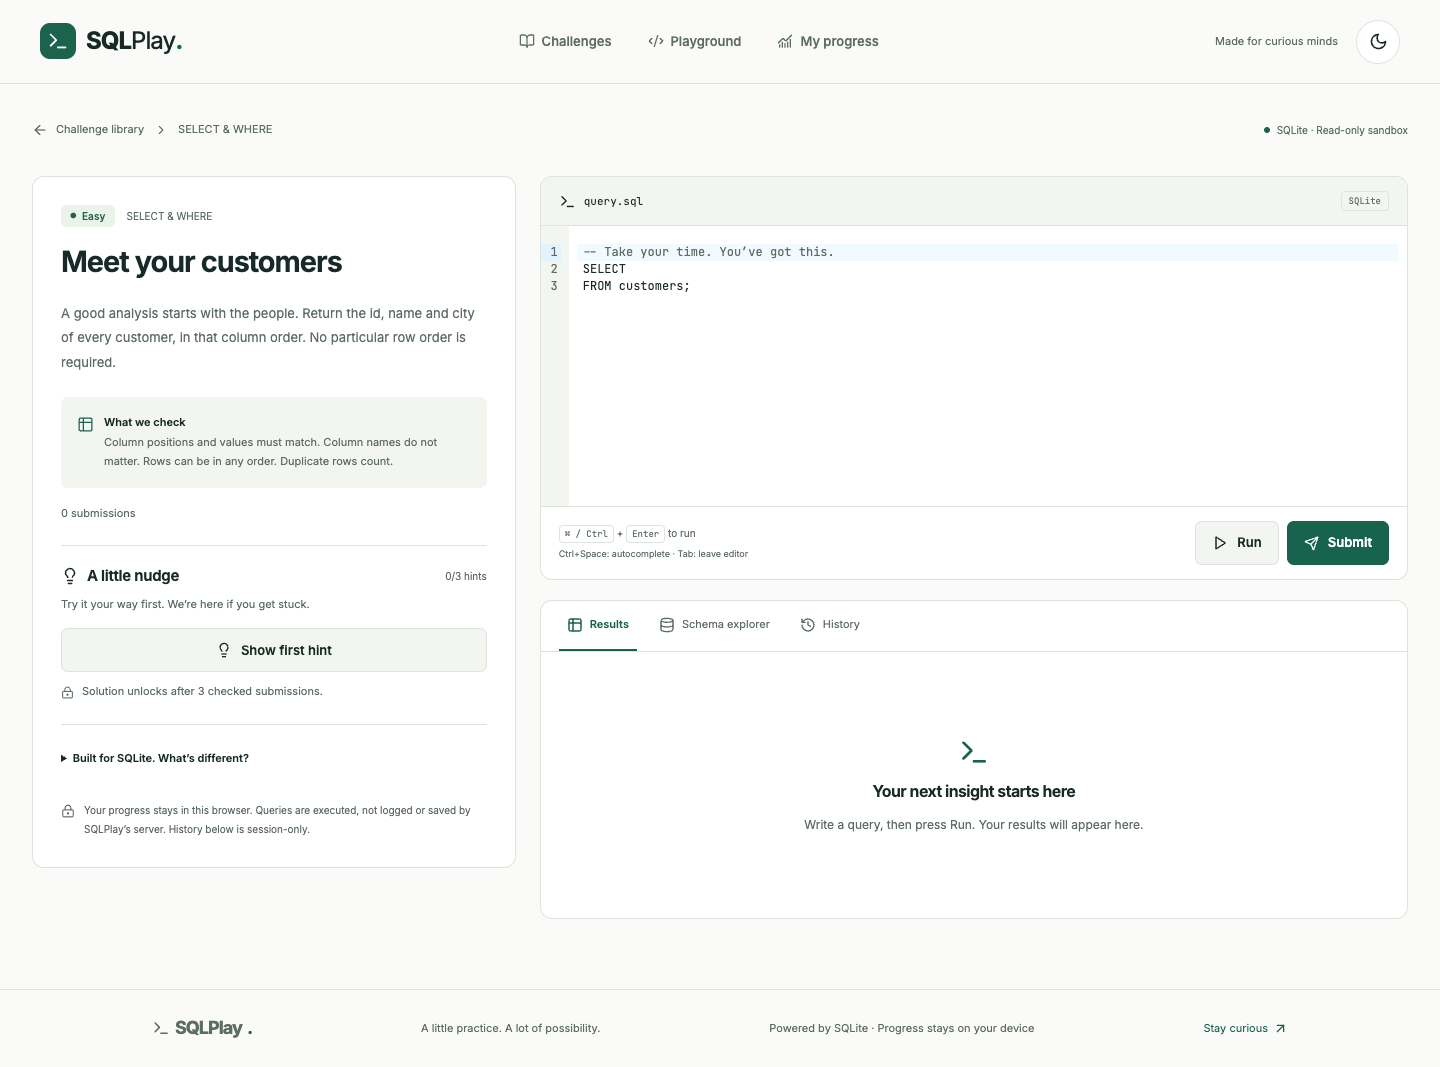 SQLPlay.
Challenges
Playground
My progress
Made for curious minds
Challenge library
SELECT & WHERE
SQLite · Read-only sandbox
Easy
SELECT & WHERE
Meet your customers
A good analysis starts with the people. Return the id, name and city
of every customer, in that column order. No particular row order is
required.
What we check
Column positions and values must match. Column names do not
matter. Rows can be in any order. Duplicate rows count.
0 submissions
A little nudge
0/3 hints
Try it your way first. We’re here if you get stuck.
Show first hint
Solution unlocks after 3 checked submissions.
Built for SQLite. What’s different?
Your progress stays in this browser. Queries are executed, not logged or saved by
SQLPlay’s server. History below is session-only.
query.sql
SQLite
1 -- Take your time. You’ve got this.
2 SELECT
3 FROM customers;
⌘ / Ctrl + Enter to run
Ctrl+Space: autocomplete · Tab: leave editor
Run
Submit
Results
Schema explorer
History
Your next insight starts here
Write a query, then press Run. Your results will appear here.
SQLPlay .
A little practice. A lot of possibility.
Powered by SQLite · Progress stays on your device
Stay curious